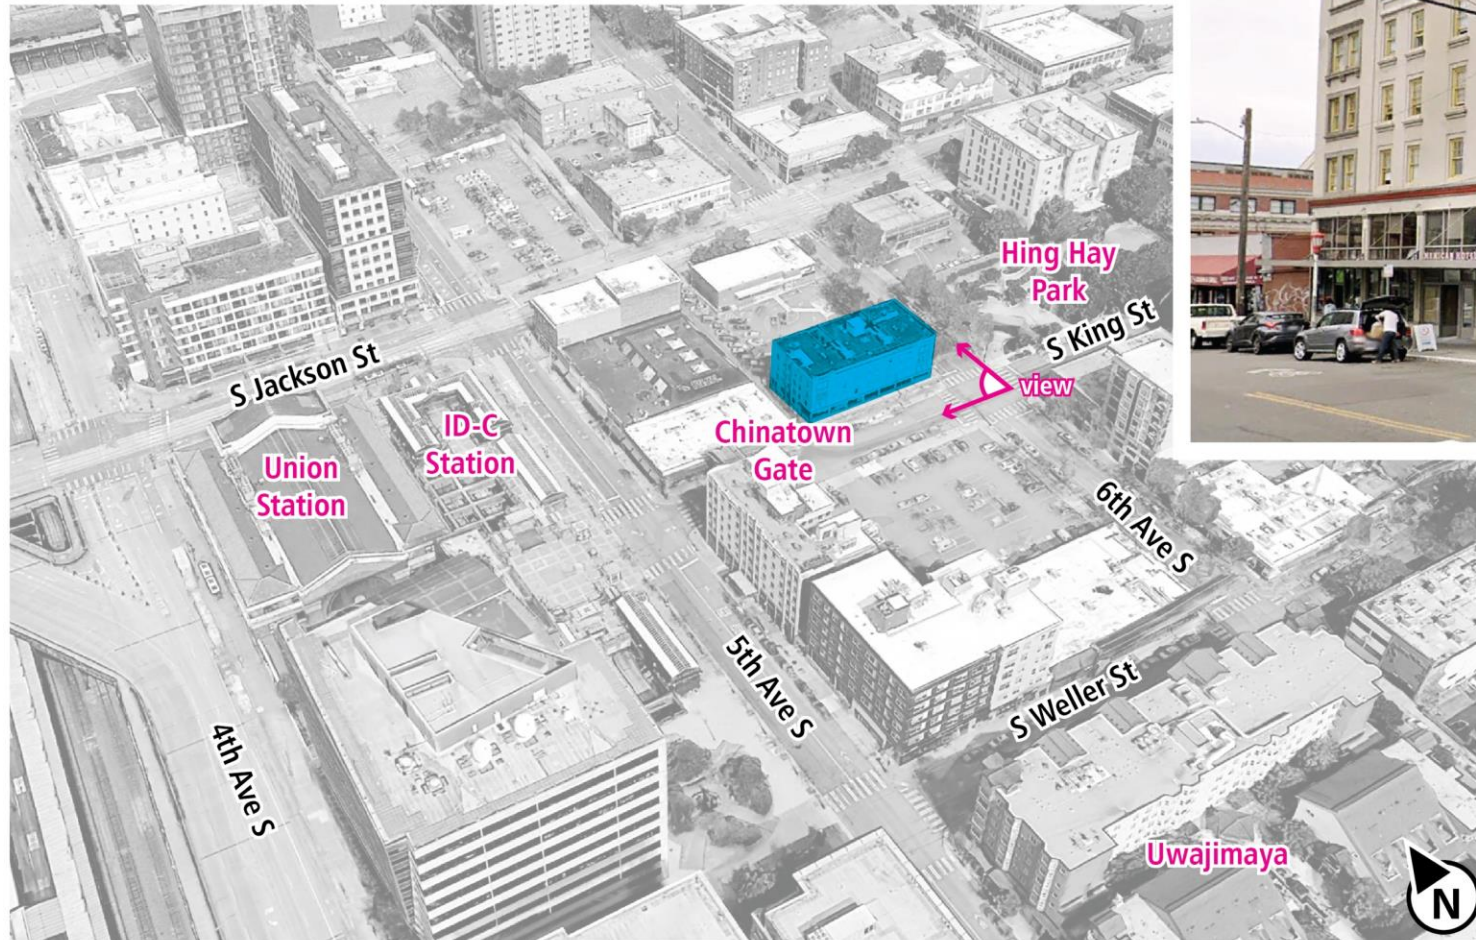 Hing Hay
Park
S King St
view
S Jackson St
ID-C
Station
Union
Station
Chinatown
Gate
6th Ave S
5th Ave S
S Weller St
4th Ave S
Uwajimaya
N